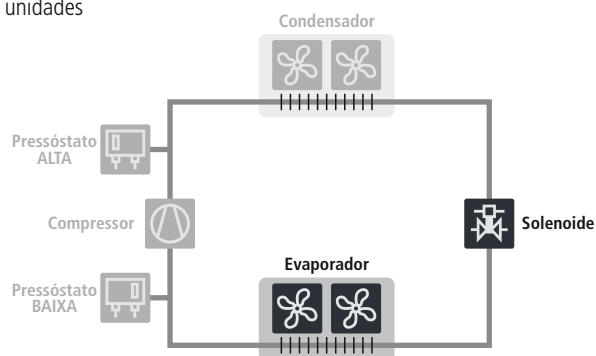 unidades
Condensador
Pressóstato
ALTA
Compressor
Solenoide
Evaporador
Pressóstato
BAIXA